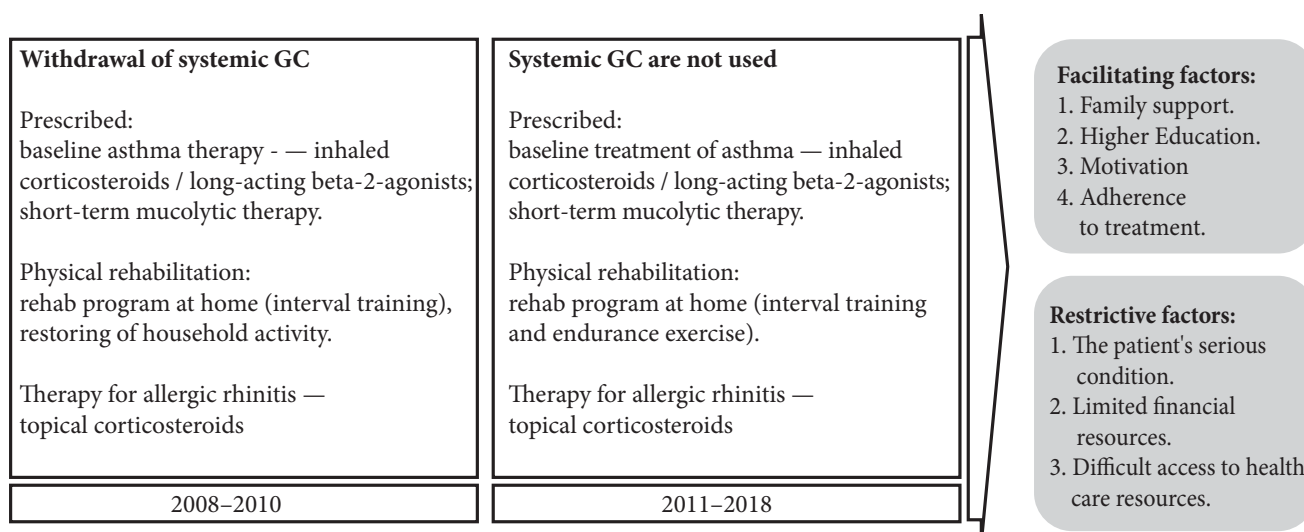 Withdrawal of systemic GC
Prescribed:
baseline asthma therapy - — inhaled
corticosteroids / long-acting beta-2-agonists;
short-term mucolytic therapy.
Physical rehabilitation:
rehab program at home (interval training),
restoring of household activity.
Therapy for allergic rhinitis —
topical corticosteroids
2008–2010
Systemic GC are not used
Prescribed:
baseline treatment of asthma — inhaled
corticosteroids / long-acting beta-2-agonists;
short-term mucolytic therapy.
Physical rehabilitation:
rehab program at home (interval training
and endurance exercise).
Therapy for allergic rhinitis —
topical corticosteroids
2011–2018
Facilitating factors:
1. Family support.
2. Higher Education.
3. Motivation
4. Adherence
to treatment.
Restrictive factors:
1. The patient's serious
condition.
2. Limited financial
resources.
3. Difficult access to health
care resources.